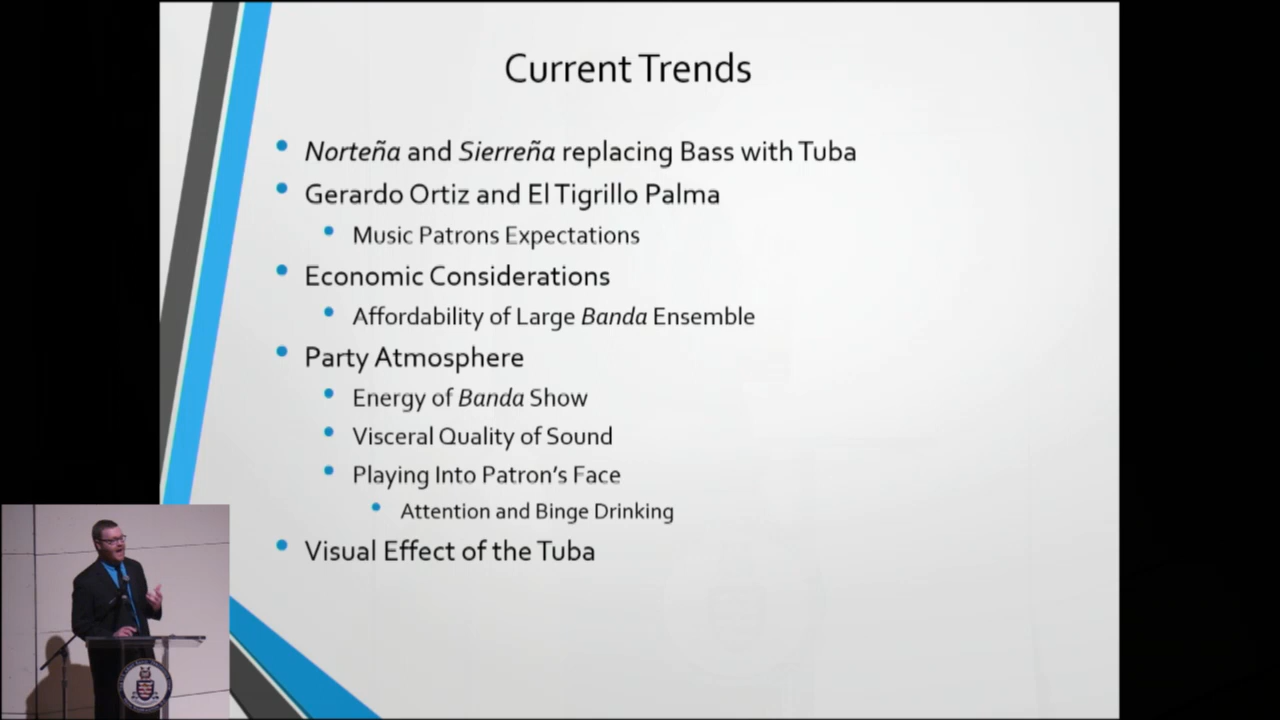 Current Trends
Norteña and Sierreña replacing Bass with Tuba
Gerardo Ortiz and El Tigrillo Palma
Music Patrons Expectations
Economic Considerations
Affordability of Large Banda Ensemble
Party Atmosphere
Energy of Banda Show
Visceral Quality of Sound
Playing Into Patron's Face
Attention and Binge Drinking
Visual Effect of the Tuba